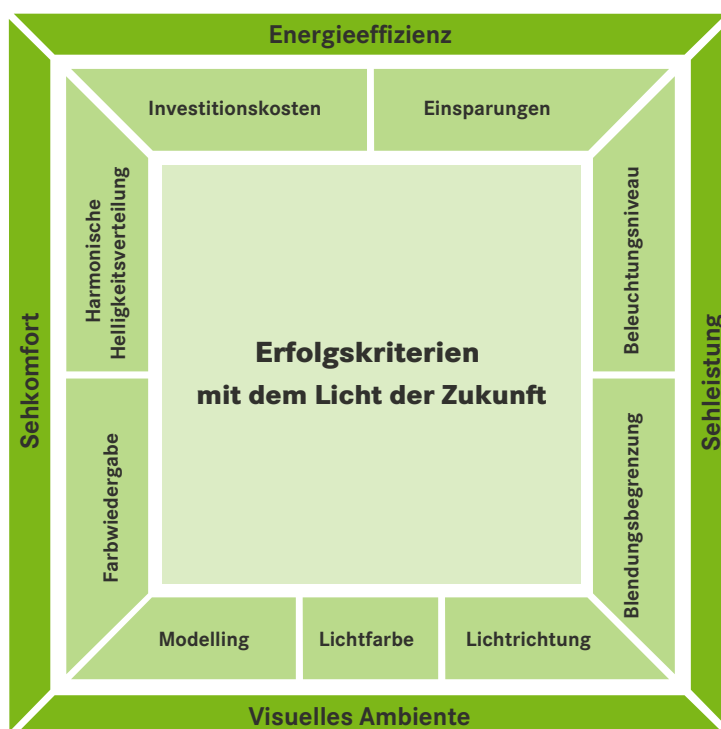 Energieeffizienz
Investitionskosten
Einsparungen
Harmonische
Helligkeitsverteilung
Beleuchtungsniveau
Sehkomfort
Erfolgskriterien
mit dem Licht der Zukunft
Sehleistung
Farbwiedergabe
Blendungsbegrenzung
Modelling
Lichtfarbe
Lichtrichtung
Visuelles Ambiente